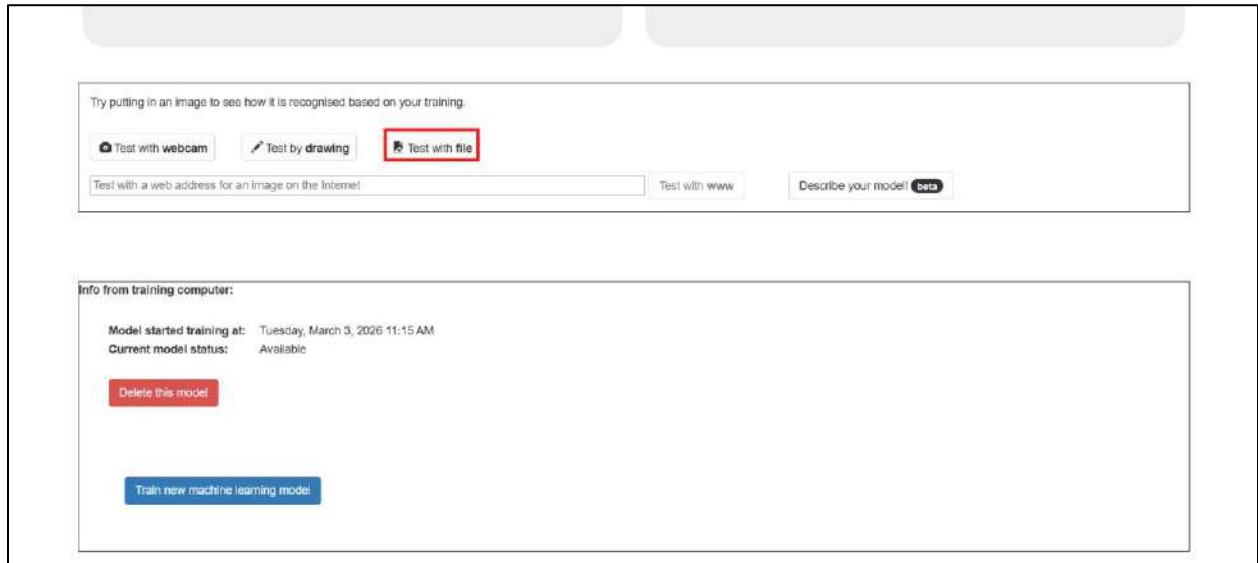 Try putting in an image to see how it is recognised based on your training.
Test with webcam Test by drawing Test with file
Test with a web address for an image on the Internet Test with www Describe your model! beta
Info from training computer:
Model started training at: Tuesday, March 3, 2026 11:15 AM
Current model status: Available
Delete this model
Train new machine learning model